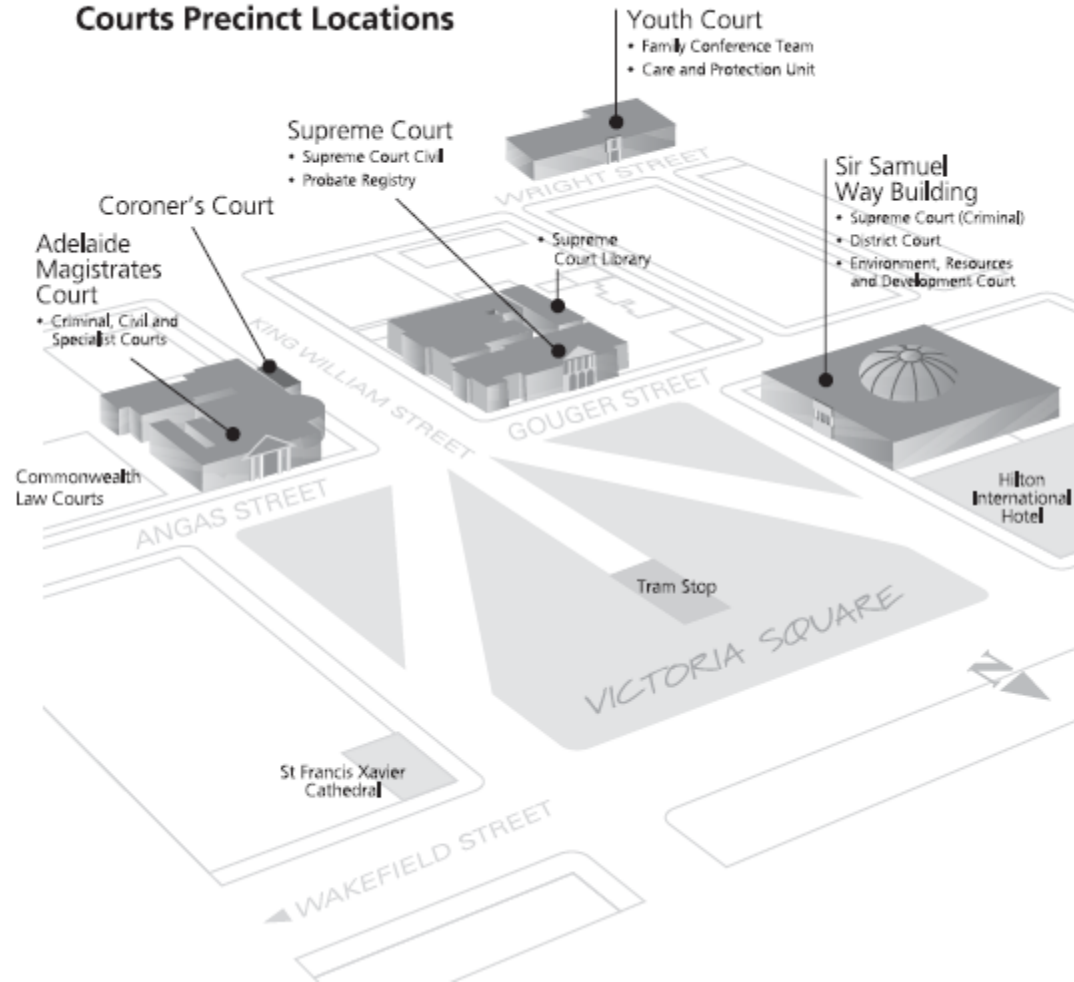 Courts Precinct Locations
Youth Court
• Family Conference Team
• Care and Protection Unit
Supreme Court
• Supreme Court Civil
• Probate Registry
WRIGHT STREET
Sir Samuel
Way Building
• Supreme Court (Criminal)
• District Court
• Environment, Resources
and Development Court
Coroner's Court
Adelaide
Magistrates
Court
• Criminal, Civil and
Specialist Courts
• Supreme
Court Library
KING WILLIAM STREET
GOUGER STREET
Commonwealth
Law Courts
ANGAS STREET
Hilton
International
Hotel
Tram Stop
VICTORIA SQUARE
N
St Francis Xavier
Cathedral
WAKEFIELD STREET